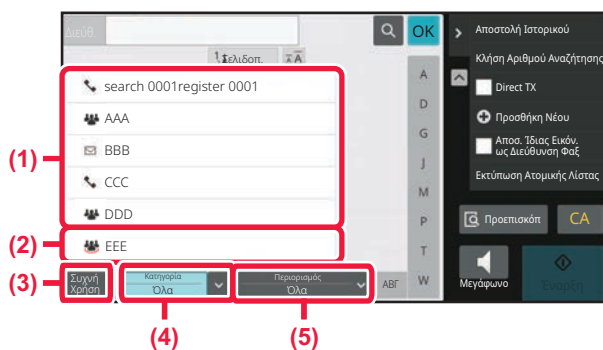 Διεύθ.
OK
Σελιδοπ.
search 0001register 0001
AAA
BBB
CCC
DDD
EEE
A
D
G
J
M
P
T
W
ΑΒΓ
Συχνή
Χρήση
Κατηγορία
Όλα
Περιορισμός
Όλα
Αποστολή Ιστορικού
Κλήση Αριθμού Αναζήτησης
Direct TX
Προσθήκη Νέου
Αποσ. Ίδιας Εικόν.
ως Διεύθυνση Φαξ
Εκτύπωση Ατομικής Λίστας
Προεπισκόπ
CA
Μεγάφωνο
Έναρξη
(1)
(2)
(3)
(4)
(5)